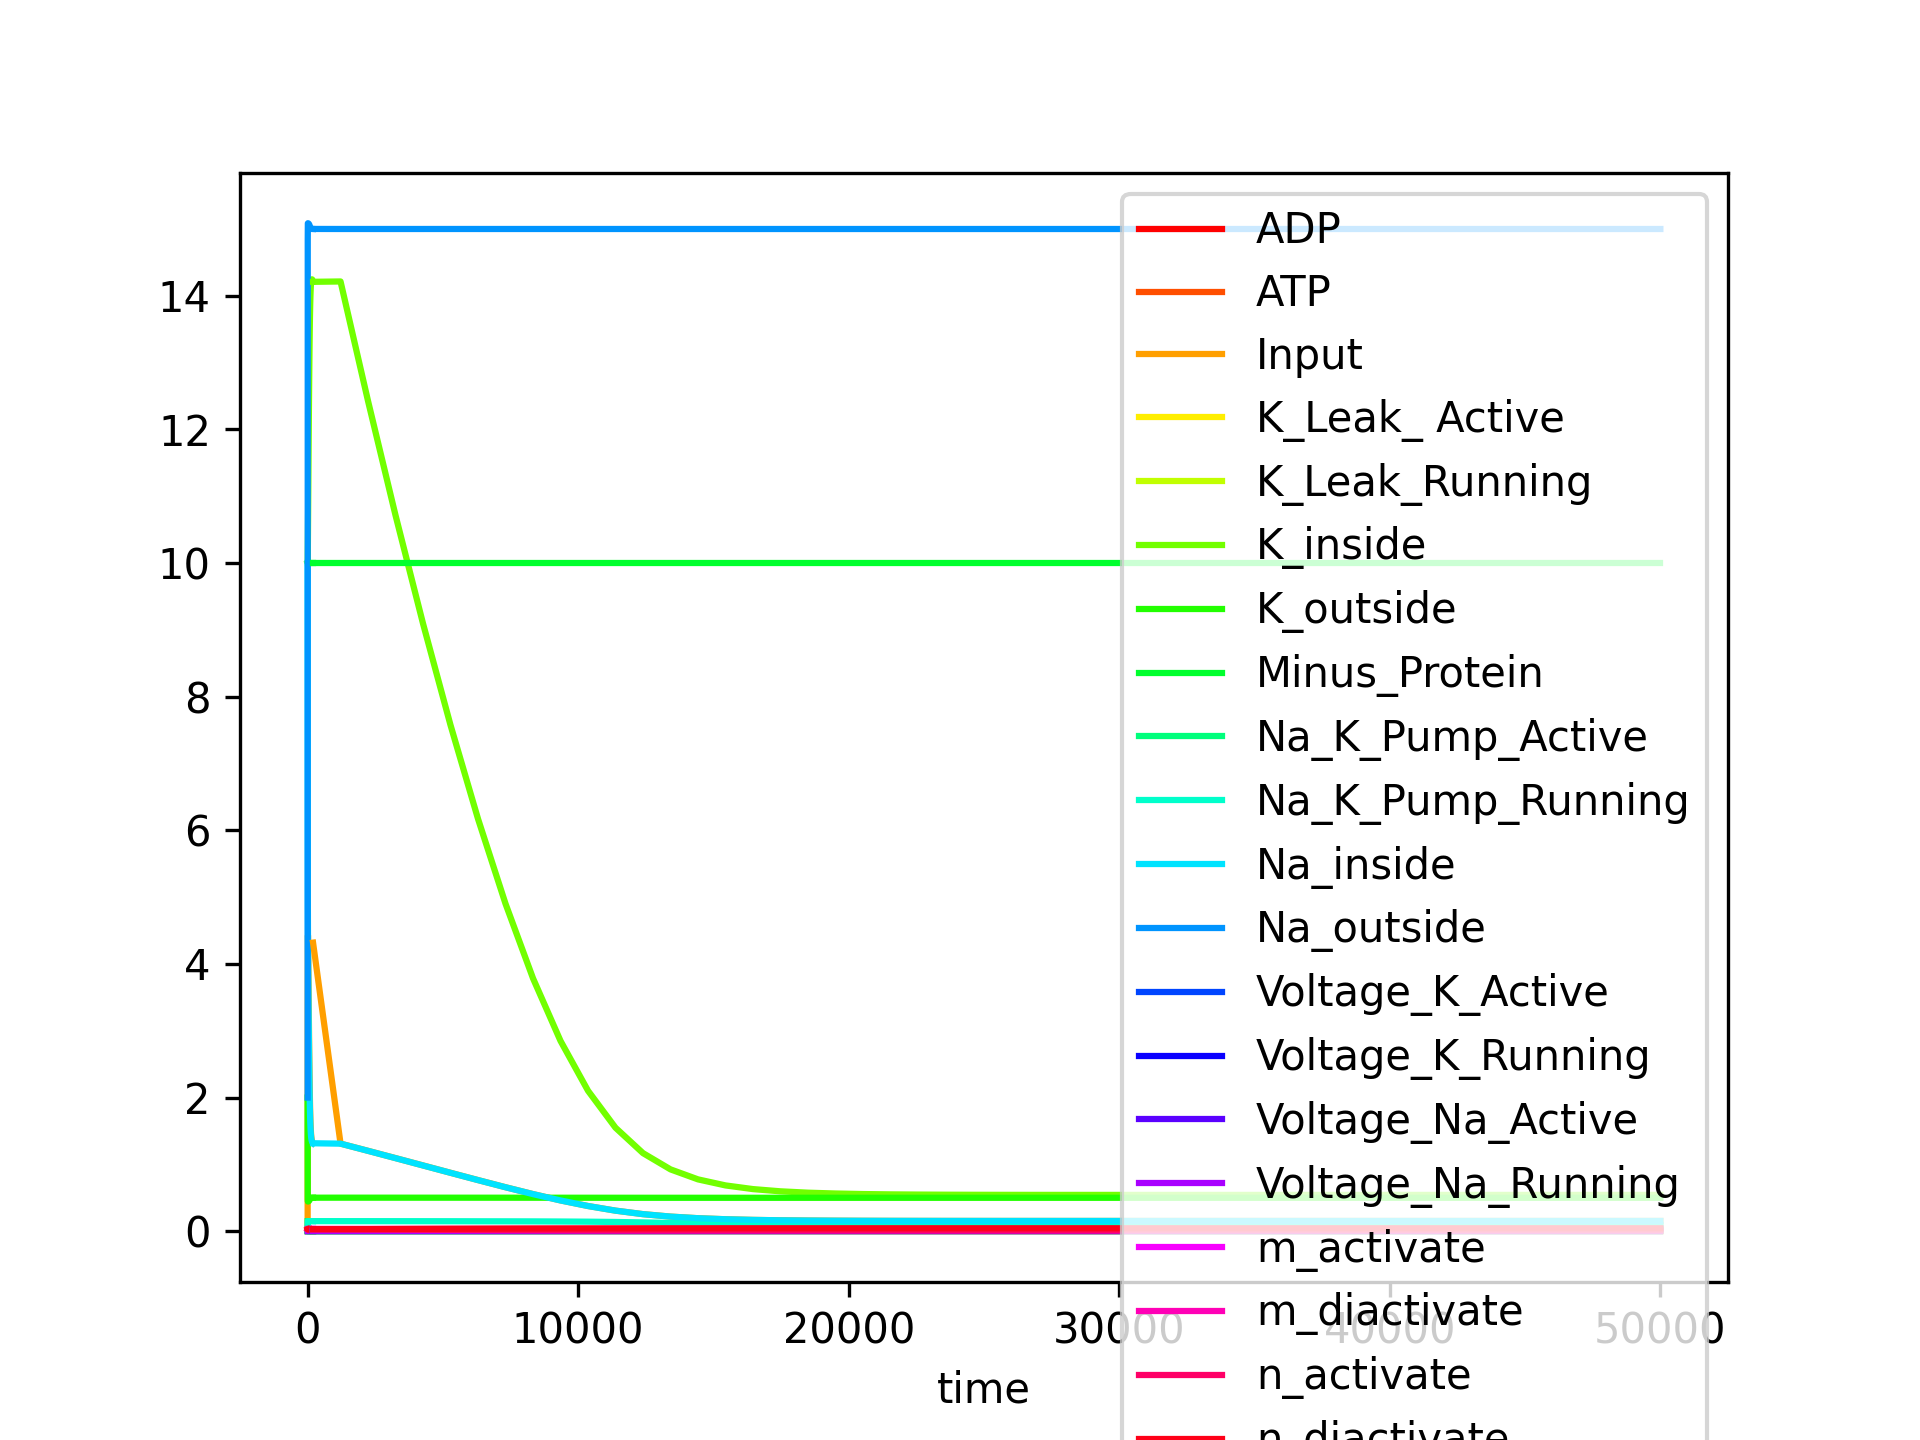 14
12
10
8
6
4
2
0
0
10000
20000
30000
40000
50000
time
ADP
ATP
Input
K_Leak_ Active
K_Leak_Running
K_inside
K_outside
Minus_Protein
Na_K_Pump_Active
Na_K_Pump_Running
Na_inside
Na_outside
Voltage_K_Active
Voltage_K_Running
Voltage_Na_Active
Voltage_Na_Running
m_activate
m_diactivate
n_activate
n_diactivate